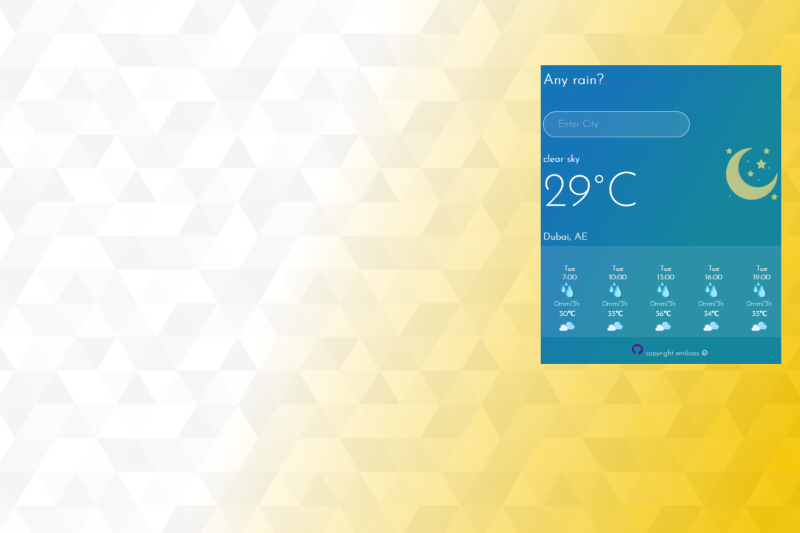 Any rain?
Enter City
clear sky
29°C
Dubai, AE
Tue Tue Tue Tue Tue
7:00 10:00 13:00 16:00 19:00
0mm/3h 0mm/3h 0mm/3h 0mm/3h 0mm/3h
30°C 33°C 36°C 34°C 33°C
copyright emibass ©